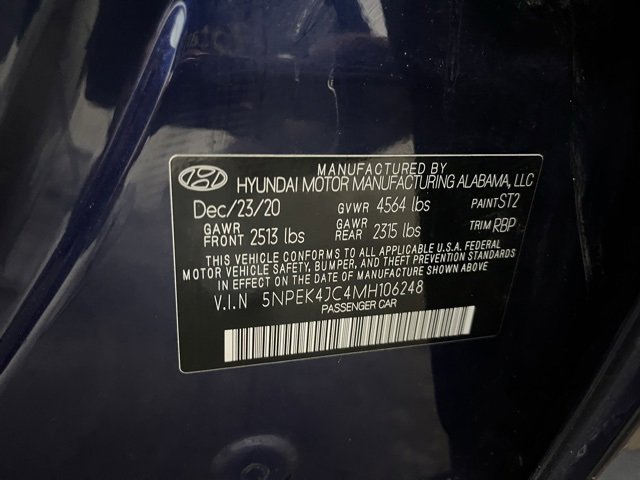 MANUFACTURED BY
HYUNDAI MOTOR MANUFACTURING ALABAMA, LLC
Dec/23/20 GVWR 4564 lbs PAINT ST2
GAWR FRONT 2513 lbs GAWR REAR 2315 lbs TRIM RBP
THIS VEHICLE CONFORMS TO ALL APPLICABLE U.S.A. FEDERAL
MOTOR VEHICLE SAFETY, BUMPER, AND THEFT PREVENTION STANDARDS
IN EFFECT ON THE DATE OF MANUFACTURE SHOWN ABOVE.
V.I.N 5NPEK4JC4MH106248
PASSENGER CAR